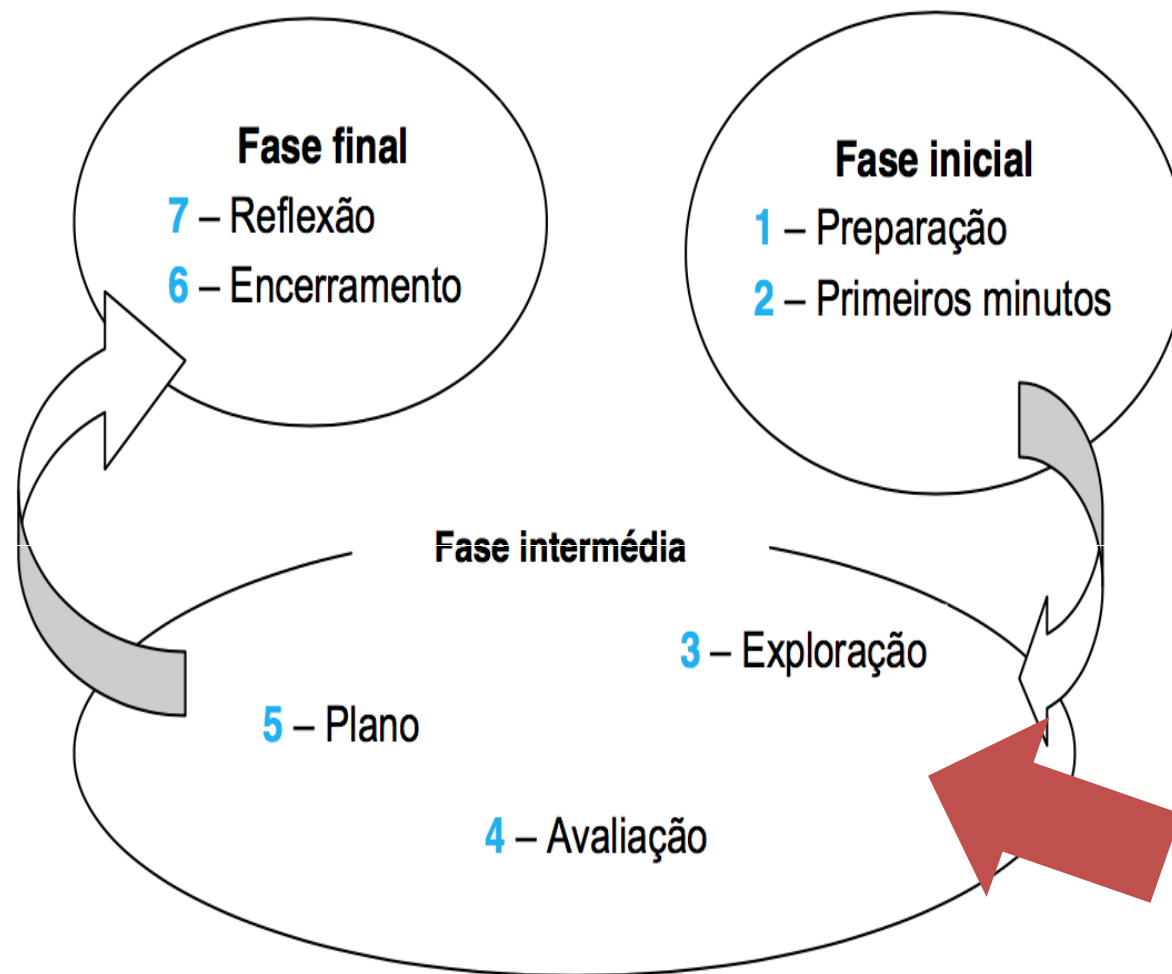 Fase final
7 – Reflexão
6 – Encerramento
Fase inicial
1 – Preparação
2 – Primeiros minutos
Fase intermédia
3 – Exploração
5 – Plano
4 – Avaliação